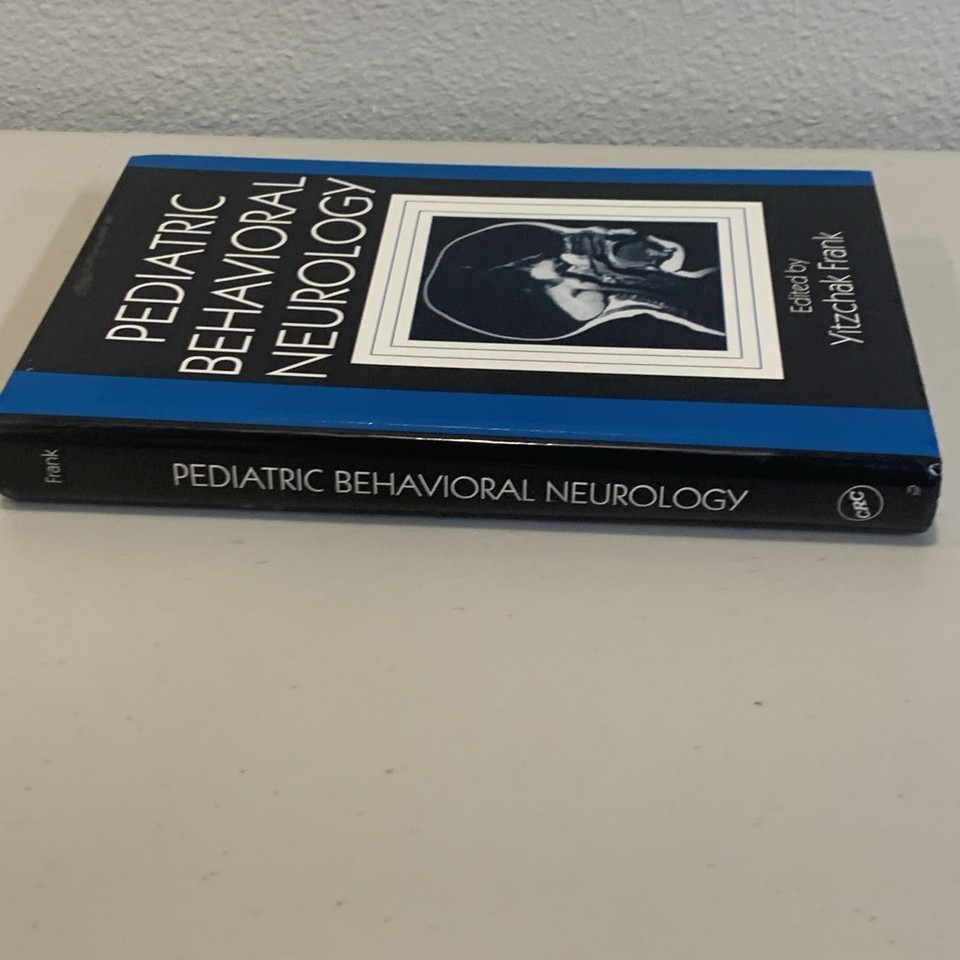 PEDIATRIC
BEHAVIORAL
NEUROLOGY
Edited by
Yitzchak Frank
Frank
PEDIATRIC BEHAVIORAL NEUROLOGY
CRC